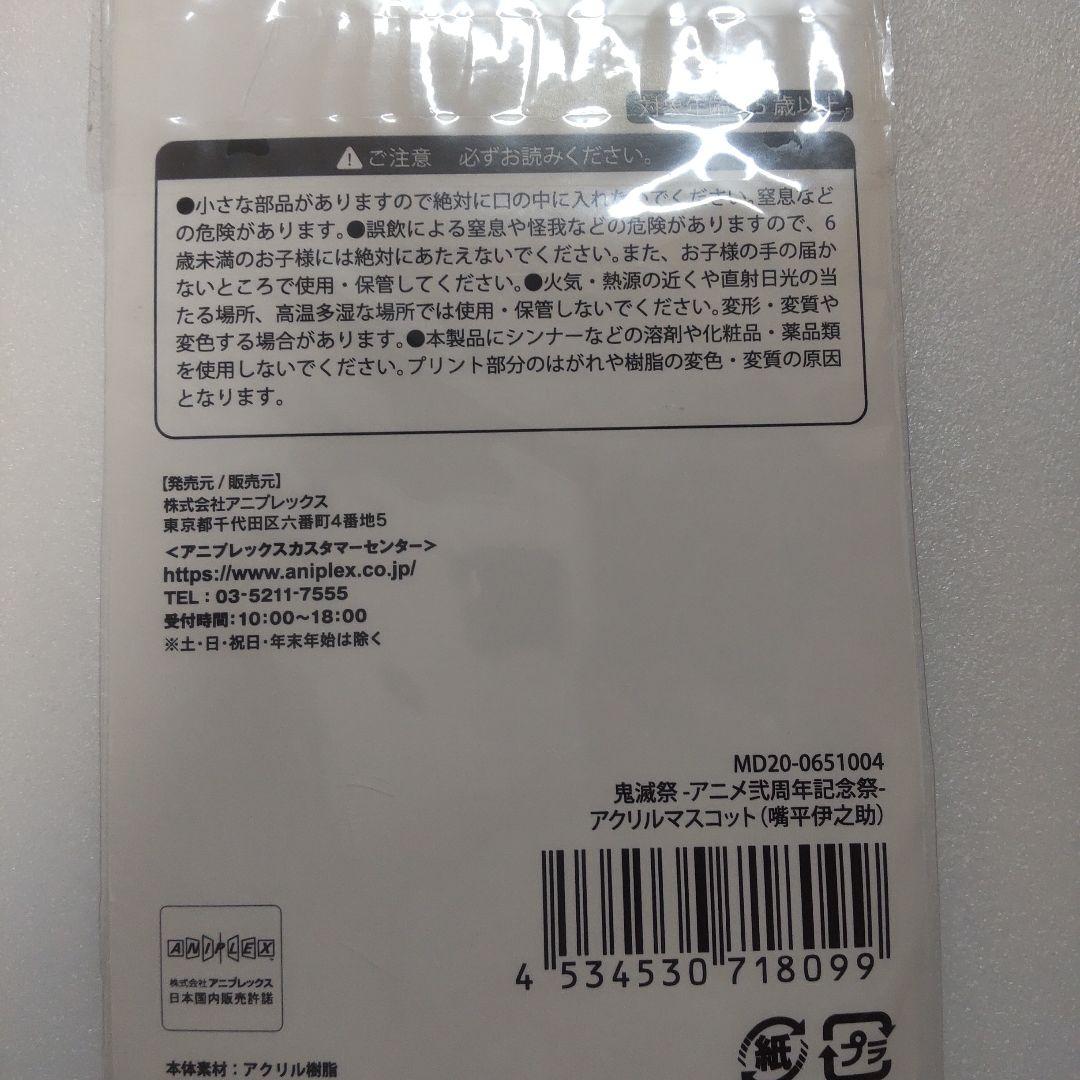 対象年齢 歳以上
ご注意 必ずお読みください。
●小さな部品がありますので絶対に口の中に入れないでください。窒息など
の危険があります。●誤飲による窒息や怪我などの危険がありますので、6
歳未満のお子様には絶対にあたえないでください。また、お子様の手の届か
ないところで使用・保管してください。●火気・熱源の近くや直射日光の当
たる場所、高温多湿な場所では使用・保管しないでください。変形・変質や
変色する場合があります。●本製品にシンナーなどの溶剤や化粧品・薬品類
を使用しないでください。プリント部分のはがれや樹脂の変色・変質の原因
となります。
【発売元 / 販売元】
株式会社アニプレックス
東京都千代田区六番町4番地5
＜アニプレックスカスタマーセンター＞
https://www.aniplex.co.jp/
TEL：03-5211-7555
受付時間：10:00〜18:00
※土・日・祝日・年末年始は除く
MD20-0651004
鬼滅祭 -アニメ弐周年記念祭-
アクリルマスコット（嘴平伊之助）
4 534530 718099
ANIPLEX
株式会社アニプレックス
日本国内販売許諾
紙 プラ
本体素材：アクリル樹脂